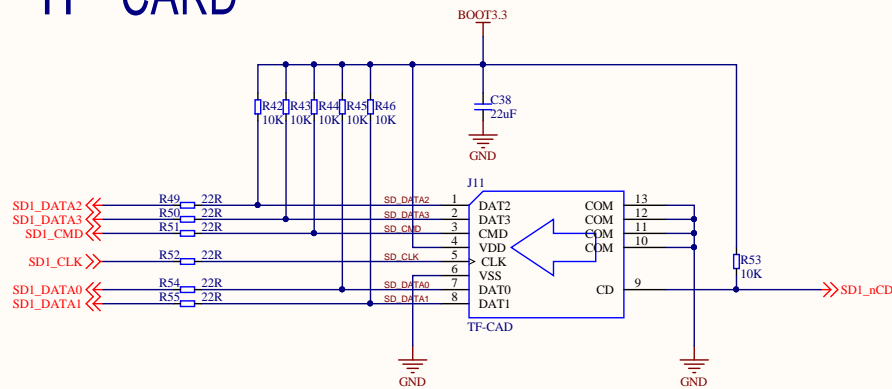 TF CARD
BOOT3.3
R42 R43 R44 R45 R46
10K 10K 10K 10K 10K
C38
22uF
GND
J11
SD1_DATA2 R49 22R SD_DATA2 1 DAT2 COM 13
SD1_DATA3 R50 22R SD_DATA3 2 DAT3 COM 12
SD1_CMD R51 22R SD_CMD 3 CMD COM 11
4 VDD COM 10
SD1_CLK R52 22R SD_CLK 5 CLK
6 VSS
R53
10K
SD1_DATA0 R54 22R SD_DATA0 7 DAT0 CD 9 SD1_nCD
SD1_DATA1 R55 22R SD_DATA1 8 DAT1
TF-CAD
GND GND